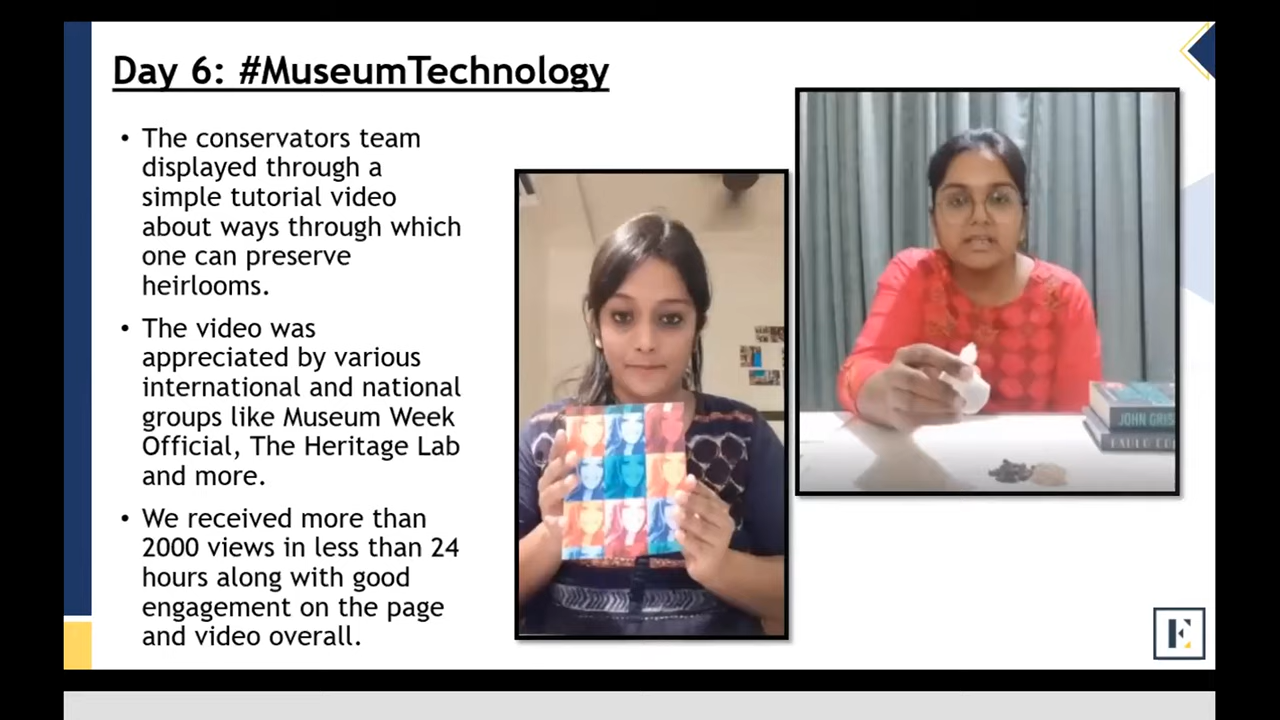 Day 6: #MuseumTechnology
• The conservators team
displayed through a
simple tutorial video
about ways through which
one can preserve
heirlooms.
• The video was
appreciated by various
international and national
groups like Museum Week
Official, The Heritage Lab
and more.
• We received more than
2000 views in less than 24
hours along with good
engagement on the page
and video overall.
JOHN GRIS
E